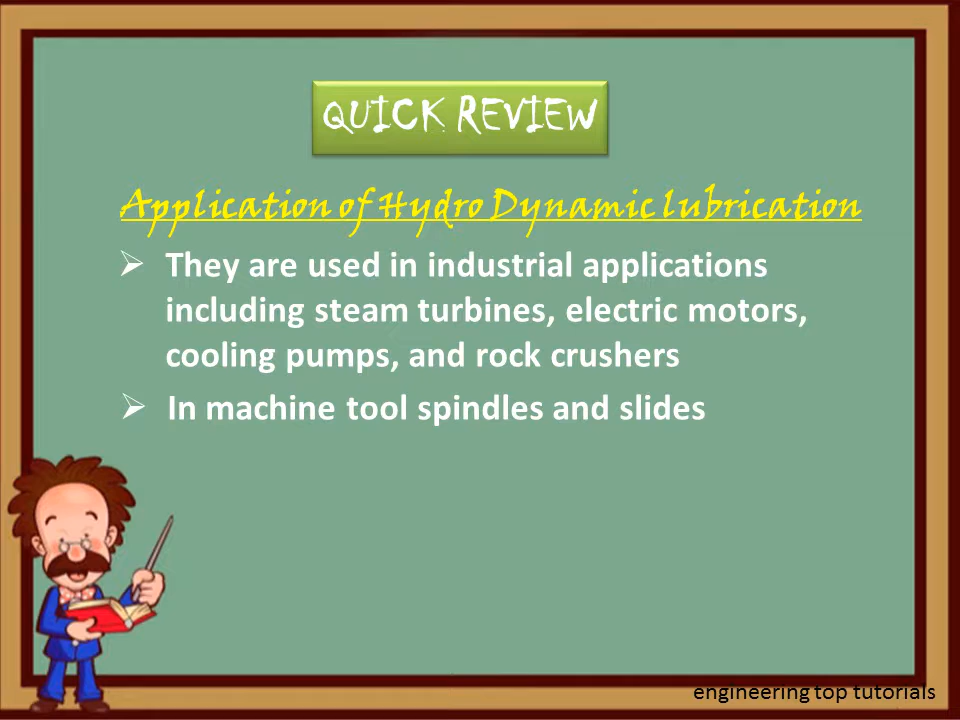 QUICK REVIEW
Application of Hydro Dynamic lubrication
➢ They are used in industrial applications
including steam turbines, electric motors,
cooling pumps, and rock crushers
➢ In machine tool spindles and slides
engineering top tutorials